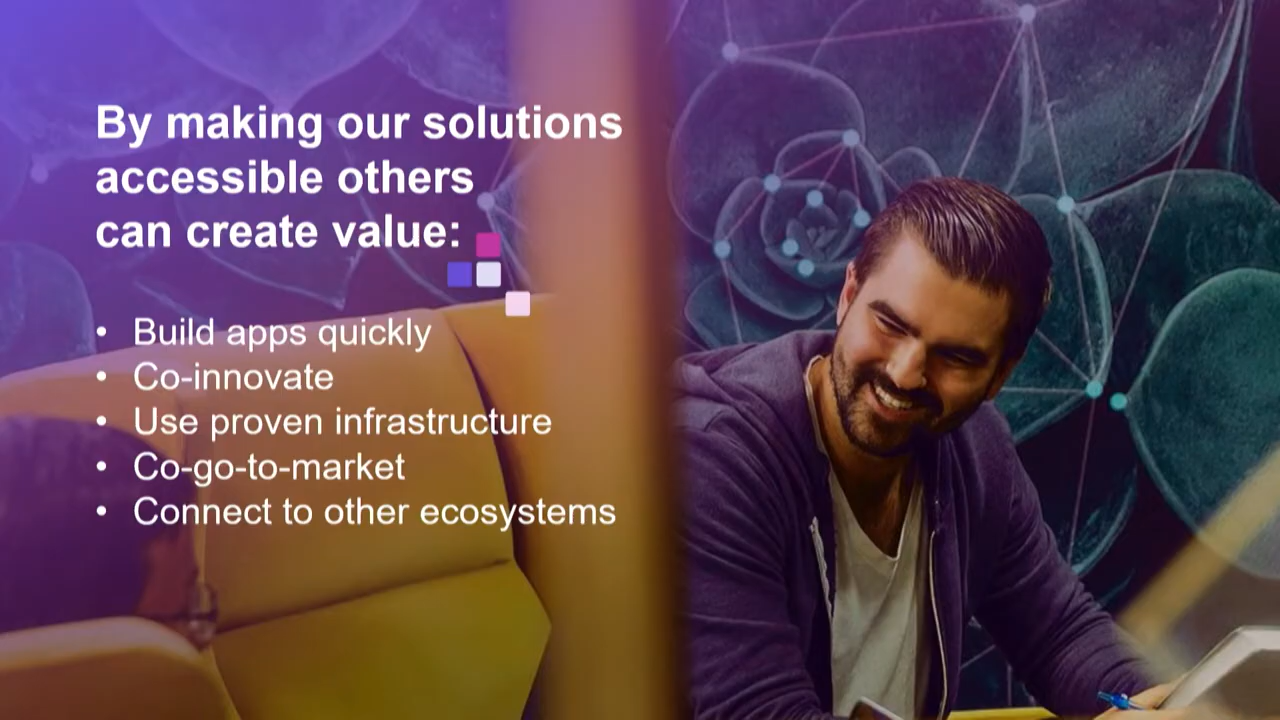 By making our solutions
accessible others
can create value:
• Build apps quickly
• Co-innovate
• Use proven infrastructure
• Co-go-to-market
• Connect to other ecosystems